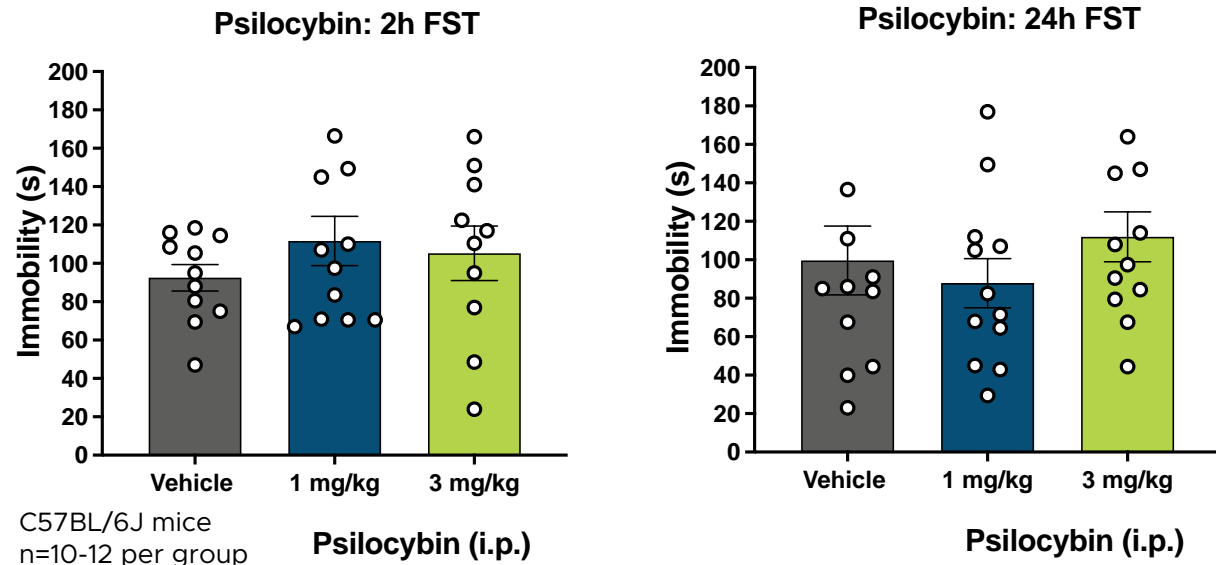 Psilocybin: 2h FST
Immobility (s)
200
180
160
140
120
100
80
60
40
20
0
Vehicle 1 mg/kg 3 mg/kg
Psilocybin (i.p.)
C57BL/6J mice
n=10-12 per group
Psilocybin: 24h FST
Immobility (s)
200
180
160
140
120
100
80
60
40
20
0
Vehicle 1 mg/kg 3 mg/kg
Psilocybin (i.p.)